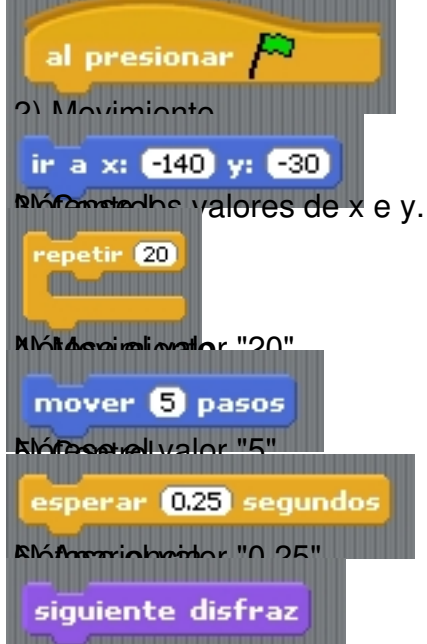 al presionar
2) Movimiento
ir a x: -140 y: -30
valores de x e y.
repetir 20
"20"
mover 5 pasos
valor "5"
esperar 0.25 segundos
"0.25"
siguiente disfraz